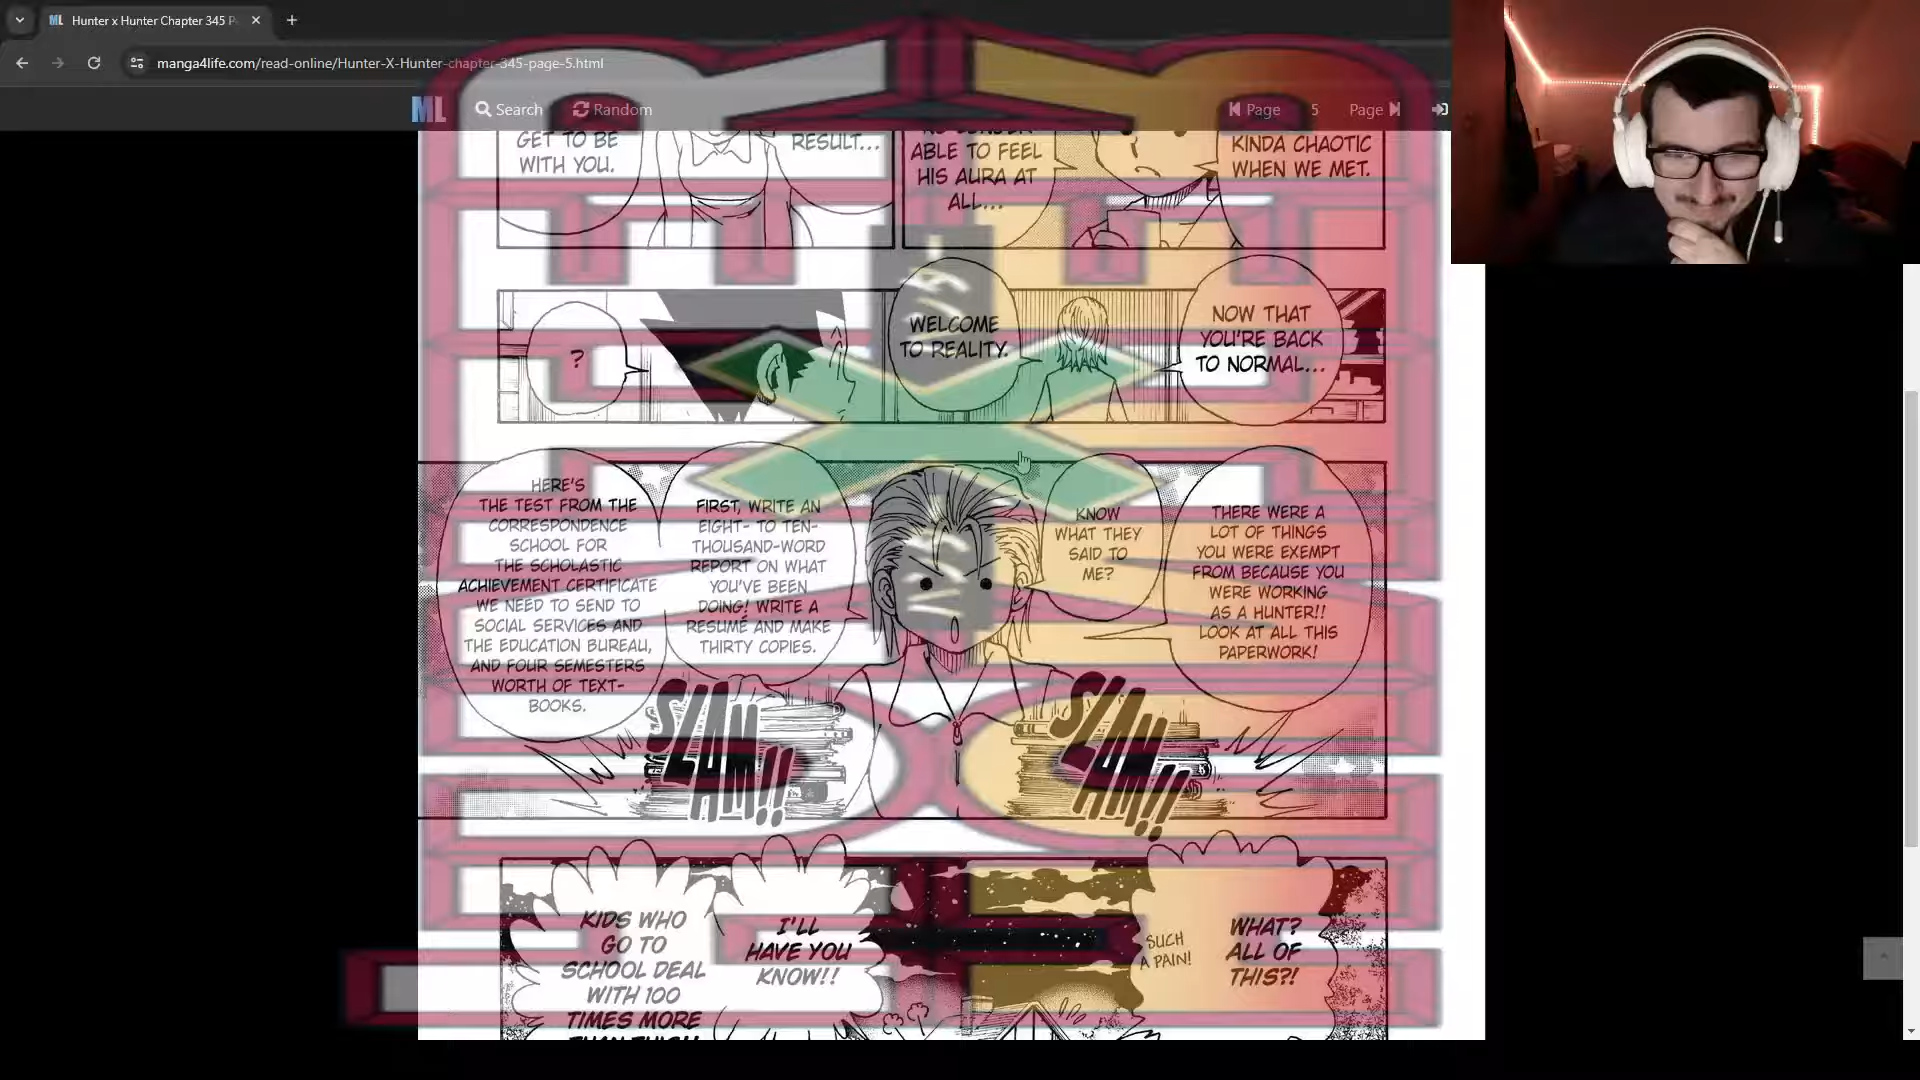 Hunter x Hunter Chapter 345 P
manga4life.com/read-online/Hunter-X-Hunter-chapter-345-page-5.html
ML
Search
Random
Page
5
Page
KINDA CHAOTIC
WHEN WE MET.
ABLE TO FEEL
HIS AURA AT
ALL...
RESULT...
GET TO BE
WITH YOU.
NOW THAT
YOU'RE BACK
TO NORMAL...
WELCOME
TO REALITY.
?
THERE WERE A
LOT OF THINGS
YOU WERE EXEMPT
FROM BECAUSE YOU
WERE WORKING
AS A HUNTER!!
LOOK AT ALL THIS
PAPERWORK!
KNOW
WHAT THEY
SAID TO
ME?
FIRST, WRITE AN
EIGHT- TO TEN-
THOUSAND-WORD
REPORT ON WHAT
YOU'VE BEEN
DOING! WRITE A
RESUMÉ AND MAKE
THIRTY COPIES.
HERE'S
THE TEST FROM THE
CORRESPONDENCE
SCHOOL FOR
THE SCHOLASTIC
ACHIEVEMENT CERTIFICATE
WE NEED TO SEND TO
SOCIAL SERVICES AND
THE EDUCATION BUREAU,
AND FOUR SEMESTERS
WORTH OF TEXT-
BOOKS.
SLAM!!
SLAM!!
WHAT?
ALL OF
THIS?!
SUCH
A PAIN!
I'LL
HAVE YOU
KNOW!!
KIDS WHO
GO TO
SCHOOL DEAL
WITH 100
TIMES MORE